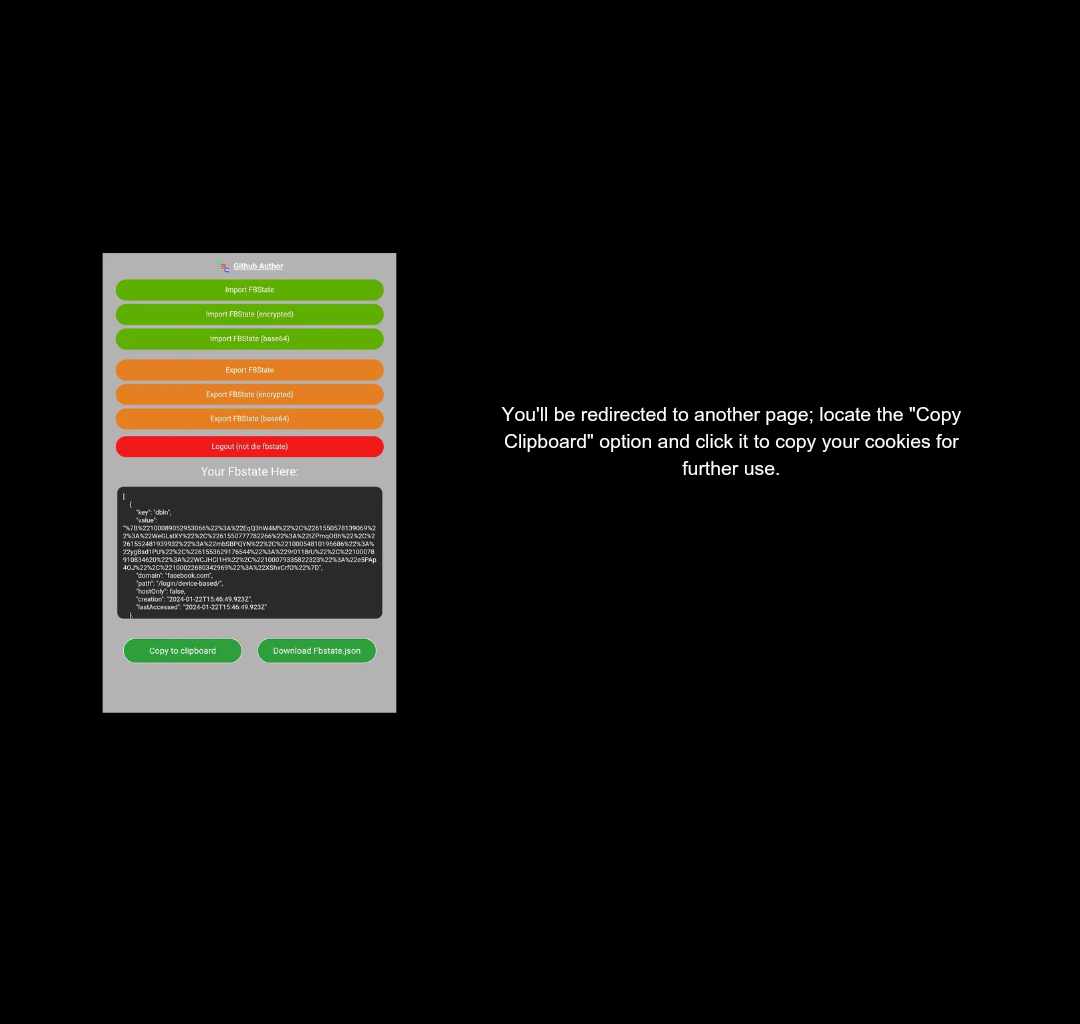 Github Author
Import FBState
Import FBState (encrypted)
Import FBState (base64)
Export FBState
Export FBState (encrypted)
Export FBState (base64)
Logout (not die fbstate)
Your Fbstate Here:
[
{
"key": "dbln",
"value":
"domain": "facebook.com",
"path": "/login/device-based/",
"hostOnly": false,
"creation": "2024-01-22T15:46:49.923Z",
"lastAccessed": "2024-01-22T15:46:49.923Z"
},
Copy to clipboard
Download Fbstate.json
You'll be redirected to another page; locate the "Copy
Clipboard" option and click it to copy your cookies for
further use.